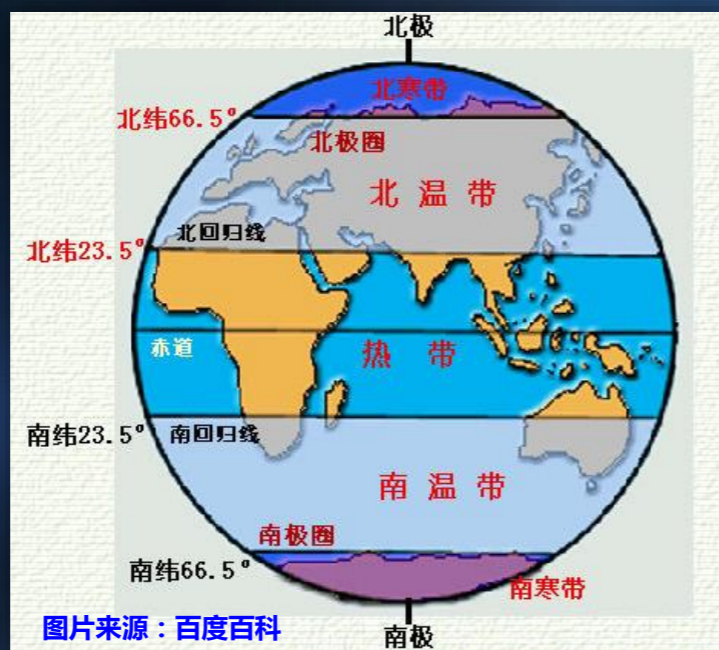 北极
北寒带
北纬66.5°
北极圈
北温带
北回归线
北纬23.5°
赤道
热带
南纬23.5°
南回归线
南温带
南极圈
南纬66.5°
南寒带
图片来源：百度百科
南极